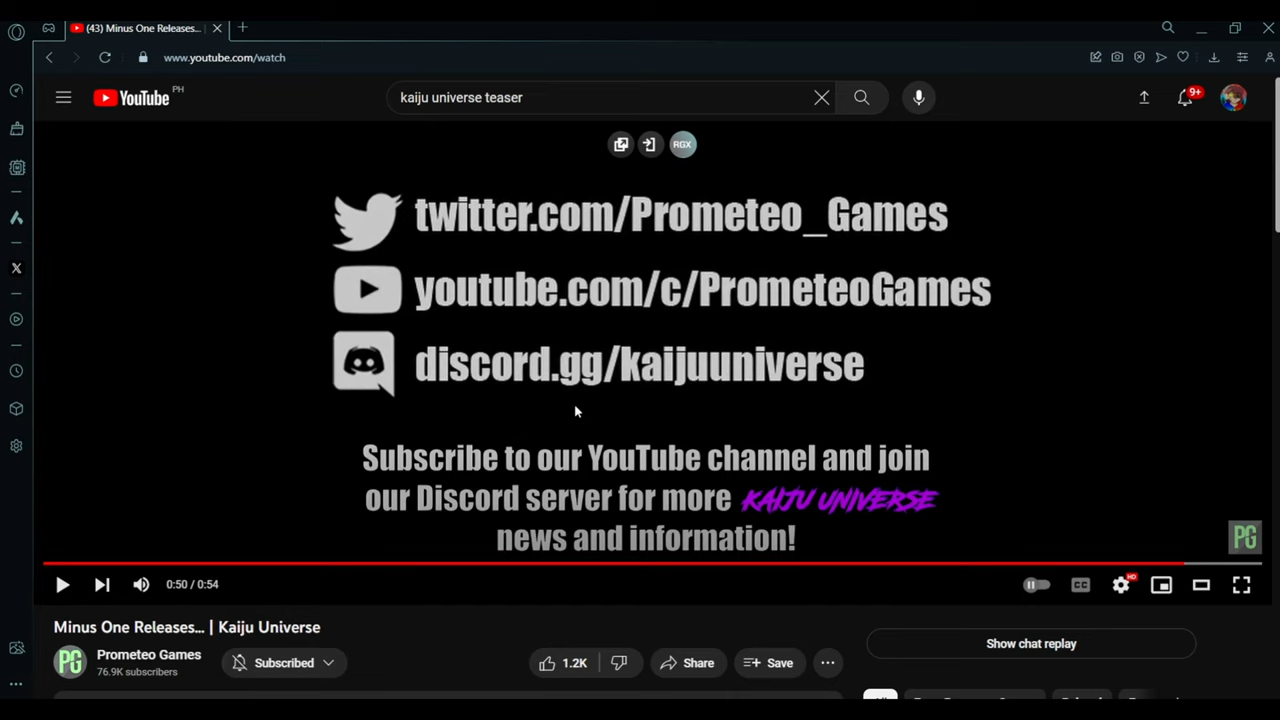 (43) Minus One Releases...
www.youtube.com/watch
YouTube PH
kaiju universe teaser
9+
RGX
twitter.com/Prometeo_Games
youtube.com/c/PrometeoGames
discord.gg/kaijuuniverse
Subscribe to our YouTube channel and join
our Discord server for more KAIJU UNIVERSE
news and information!
PG
0:50 / 0:54
CC
HD
Minus One Releases... | Kaiju Universe
PG
Prometeo Games
76.9K subscribers
Subscribed
1.2K
Share
Save
Show chat replay